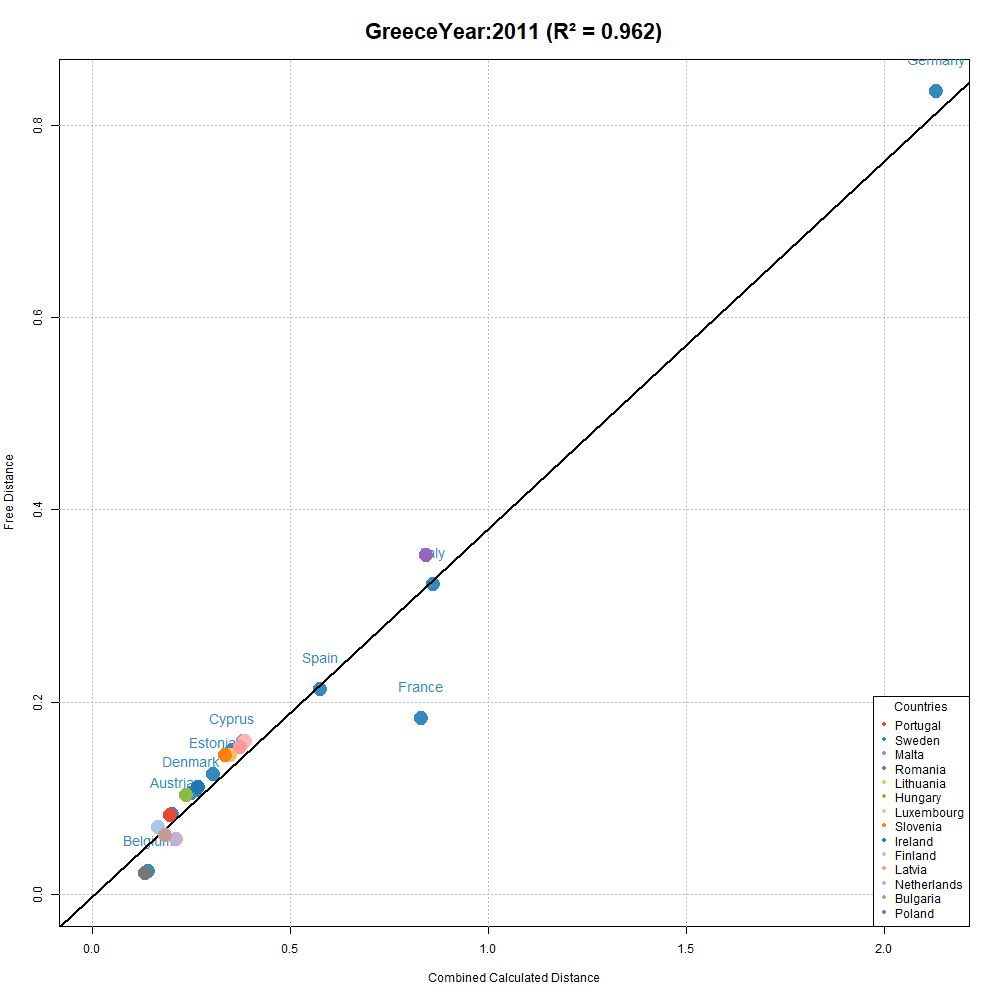 GreeceYear:2011 (R² = 0.962)
Germany
0.8
0.6
Free Distance
0.4
Italy
Spain
France
0.2
Cyprus
Estonia
Denmark
Austria
Belgium
0.0
Countries
Portugal
Sweden
Malta
Romania
Lithuania
Hungary
Luxembourg
Slovenia
Ireland
Finland
Latvia
Netherlands
Bulgaria
Poland
0.0 0.5 1.0 1.5 2.0
Combined Calculated Distance